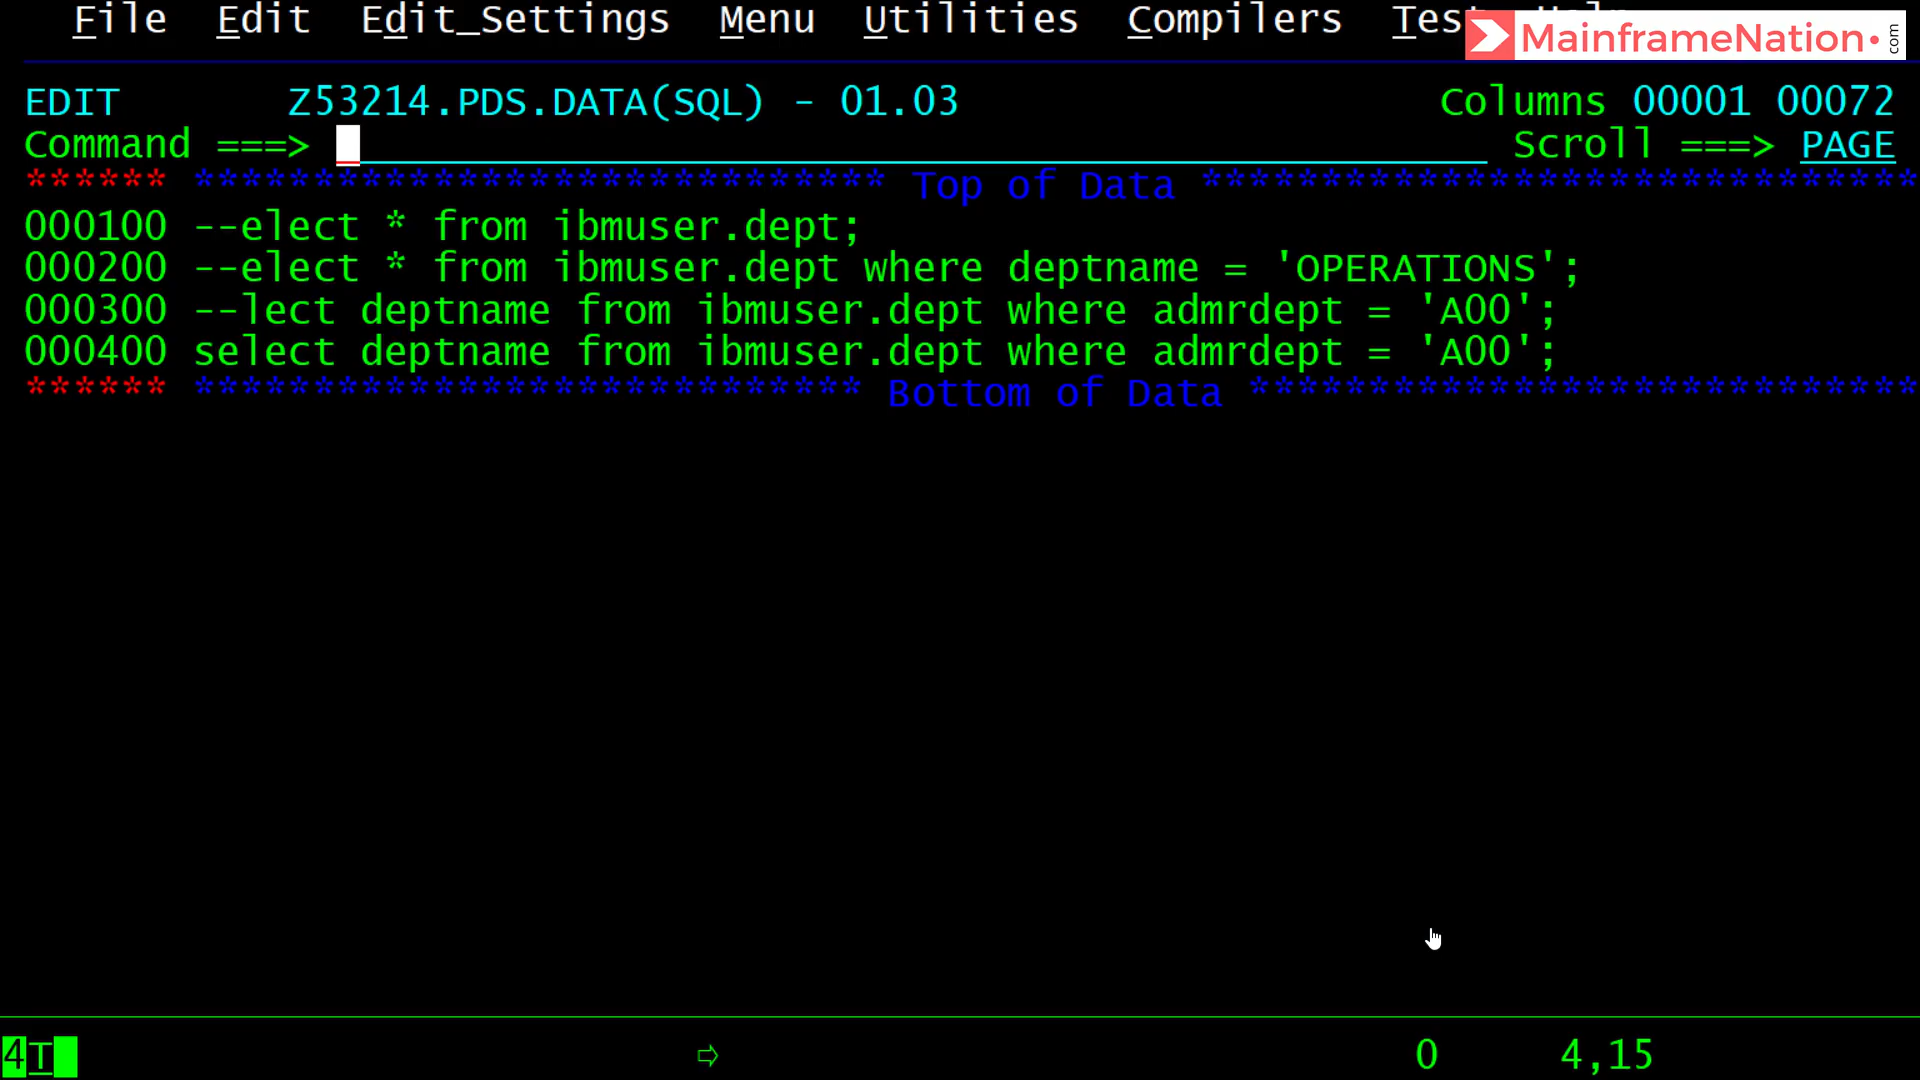 File  Edit  Edit_Settings  Menu  Utilities  Compilers  Tes
MainframeNation.com
EDIT       Z53214.PDS.DATA(SQL) - 01.03                    Columns 00001 00072
Command ===>                                                  Scroll ===> PAGE
****** ***************************** Top of Data ******************************
000100 --elect * from ibmuser.dept;
000200 --elect * from ibmuser.dept where deptname = 'OPERATIONS';
000300 --lect deptname from ibmuser.dept where admrdept = 'A00';
000400 select deptname from ibmuser.dept where admrdept = 'A00';
****** **************************** Bottom of Data ****************************
4T ⇨ 0 4,15